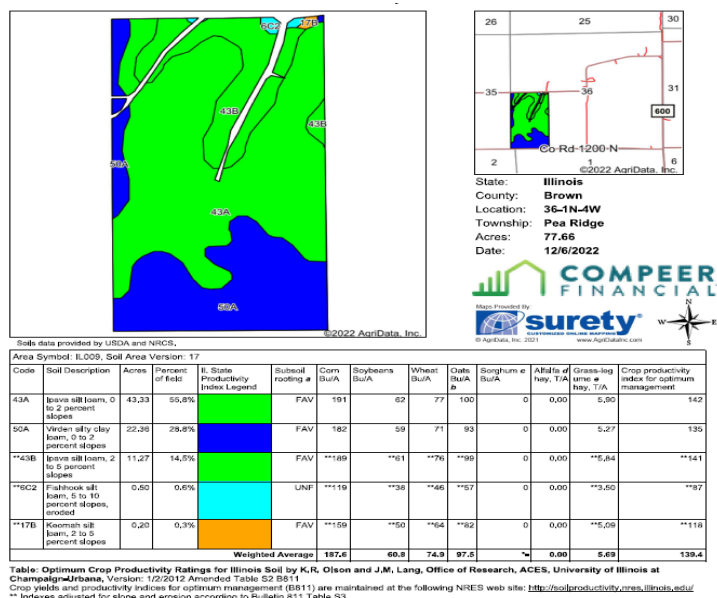 6C2
17B
43B
43B
50A
43A
50A
©2022 AgriData, Inc.
Soils data provided by USDA and NRCS.
26 25 30
35 36 31
600
Co Rd 1200 N
2 1 6
©2022 AgriData, Inc.
State: Illinois
County: Brown
Location: 36-1N-4W
Township: Pea Ridge
Acres: 77.66
Date: 12/6/2022
COMPEER
FINANCIAL
Maps Provided By
surety®
CUSTOMIZED ONLINE MAPPING
© AgriData, Inc. 2021 www.AgriDataInc.com
N
W E
S
Area Symbol: IL009, Soil Area Version: 17
Code Soil Description Acres Percent of field Il. State Productivity Index Legend Subsoil rooting a Corn Bu/A Soybeans Bu/A Wheat Bu/A Oats Bu/A b Sorghum c Bu/A Alfalfa d hay, T/A Grass-leg ume e hay, T/A Crop productivity index for optimum management
43A Ipava silt loam, 0 to 2 percent slopes 43.33 55.8% FAV 191 62 77 100 0 0.00 5.90 142
50A Virden silty clay loam, 0 to 2 percent slopes 22.36 28.8% FAV 182 59 71 93 0 0.00 5.27 135
**43B Ipava silt loam, 2 to 5 percent slopes 11.27 14.5% FAV **189 **61 **76 **99 0 0.00 **5.84 **141
**6C2 Fishhook silt loam, 5 to 10 percent slopes, eroded 0.50 0.6% UNF **119 **38 **46 **57 0 0.00 **3.50 **87
**17B Keomah silt loam, 2 to 5 percent slopes 0.20 0.3% FAV **159 **50 **64 **82 0 0.00 **5.09 **118
Weighted Average 187.6 60.8 74.9 97.5 *- 0.00 5.69 139.4
Table: Optimum Crop Productivity Ratings for Illinois Soil by K.R. Olson and J.M. Lang, Office of Research, ACES, University of Illinois at
Champaign-Urbana, Version: 1/2/2012 Amended Table S2 B811
Crop yields and productivity indices for optimum management (B811) are maintained at the following NRES web site: http://soilproductivity.nres.illinois.edu/
** Indexes adjusted for slope and erosion according to Bulletin 811 Table S3